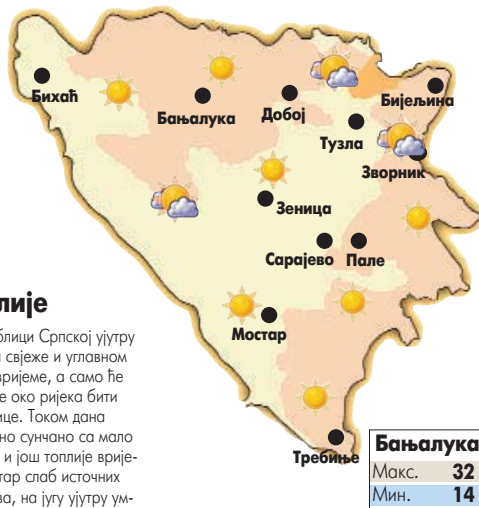 Бихаћ
Бањалука
Добој
Бијељина
Тузла
Зворник
Зеница
Сарајево
Пале
Мостар
Требиње
лије
блици Српској ујутру
свјеже и углавном
вријеме, а само ће
е око ријека бити
ице. Током дана
но сунчано са мало
и још топлије врије-
тар слаб источних
ва, на југу ујутру ум-
Бањалука
Макс. 32
Мин. 14